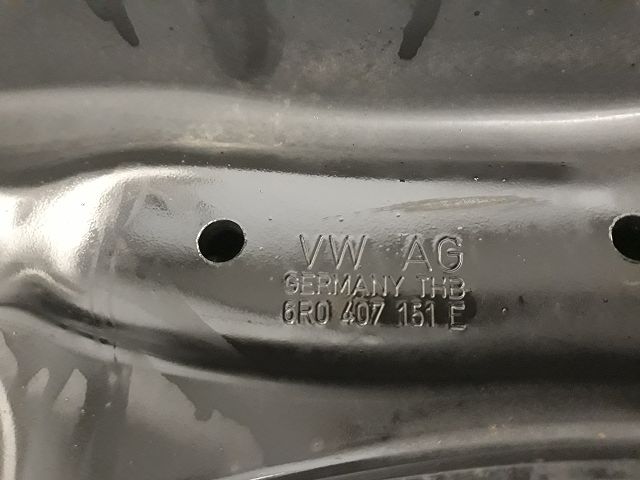 VW AG
GERMANY THB
6R0 407 151 E